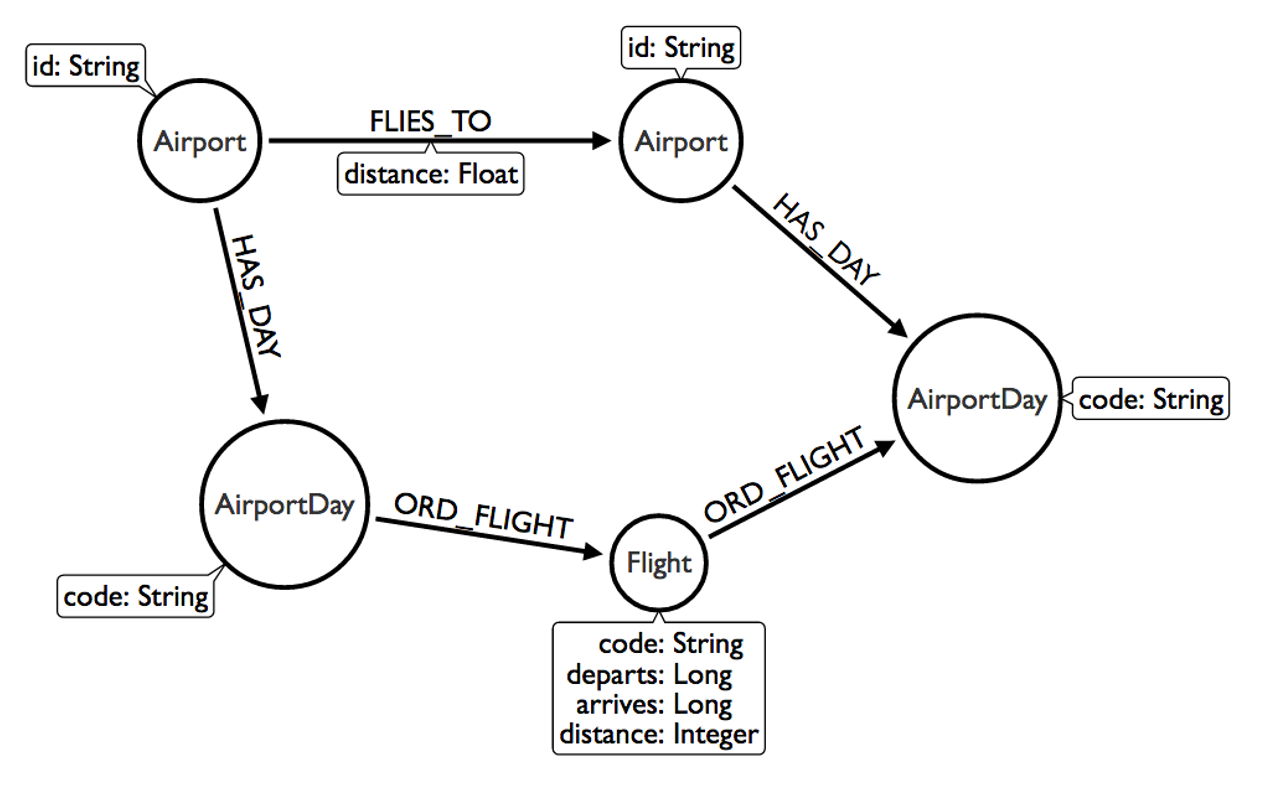 id: String
id: String
Airport
FLIES_TO
Airport
distance: Float
HAS_DAY
HAS_DAY
AirportDay
code: String
AirportDay
ORD_FLIGHT
ORD_FLIGHT
Flight
code: String
code: String
departs: Long
arrives: Long
distance: Integer